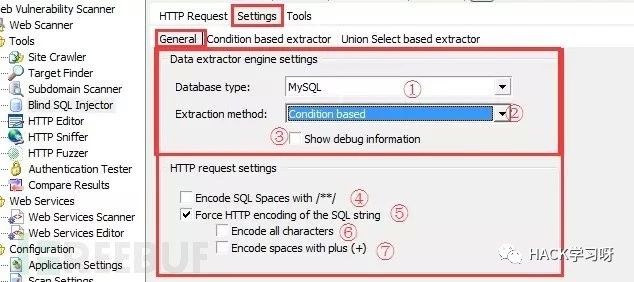 eb Vulnerability Scanner
Web Scanner
Tools
Site Crawler
Target Finder
Subdomain Scanner
Blind SQL Injector
HTTP Editor
HTTP Sniffer
HTTP Fuzzer
Authentication Tester
Compare Results
Web Services
Web Services Scanner
Web Services Editor
Configuration
Application Settings
Scan Settings
HTTP Request Settings Tools
General Condition based extractor Union Select based extractor
Data extractor engine settings
Database type: MySQL ①
Extraction method: Condition based ②
③ Show debug information
HTTP request settings
Encode SQL Spaces with /**/ ④
Force HTTP encoding of the SQL string ⑤
Encode all characters ⑥
Encode spaces with plus (+) ⑦
REEBUF
HACK学习呀